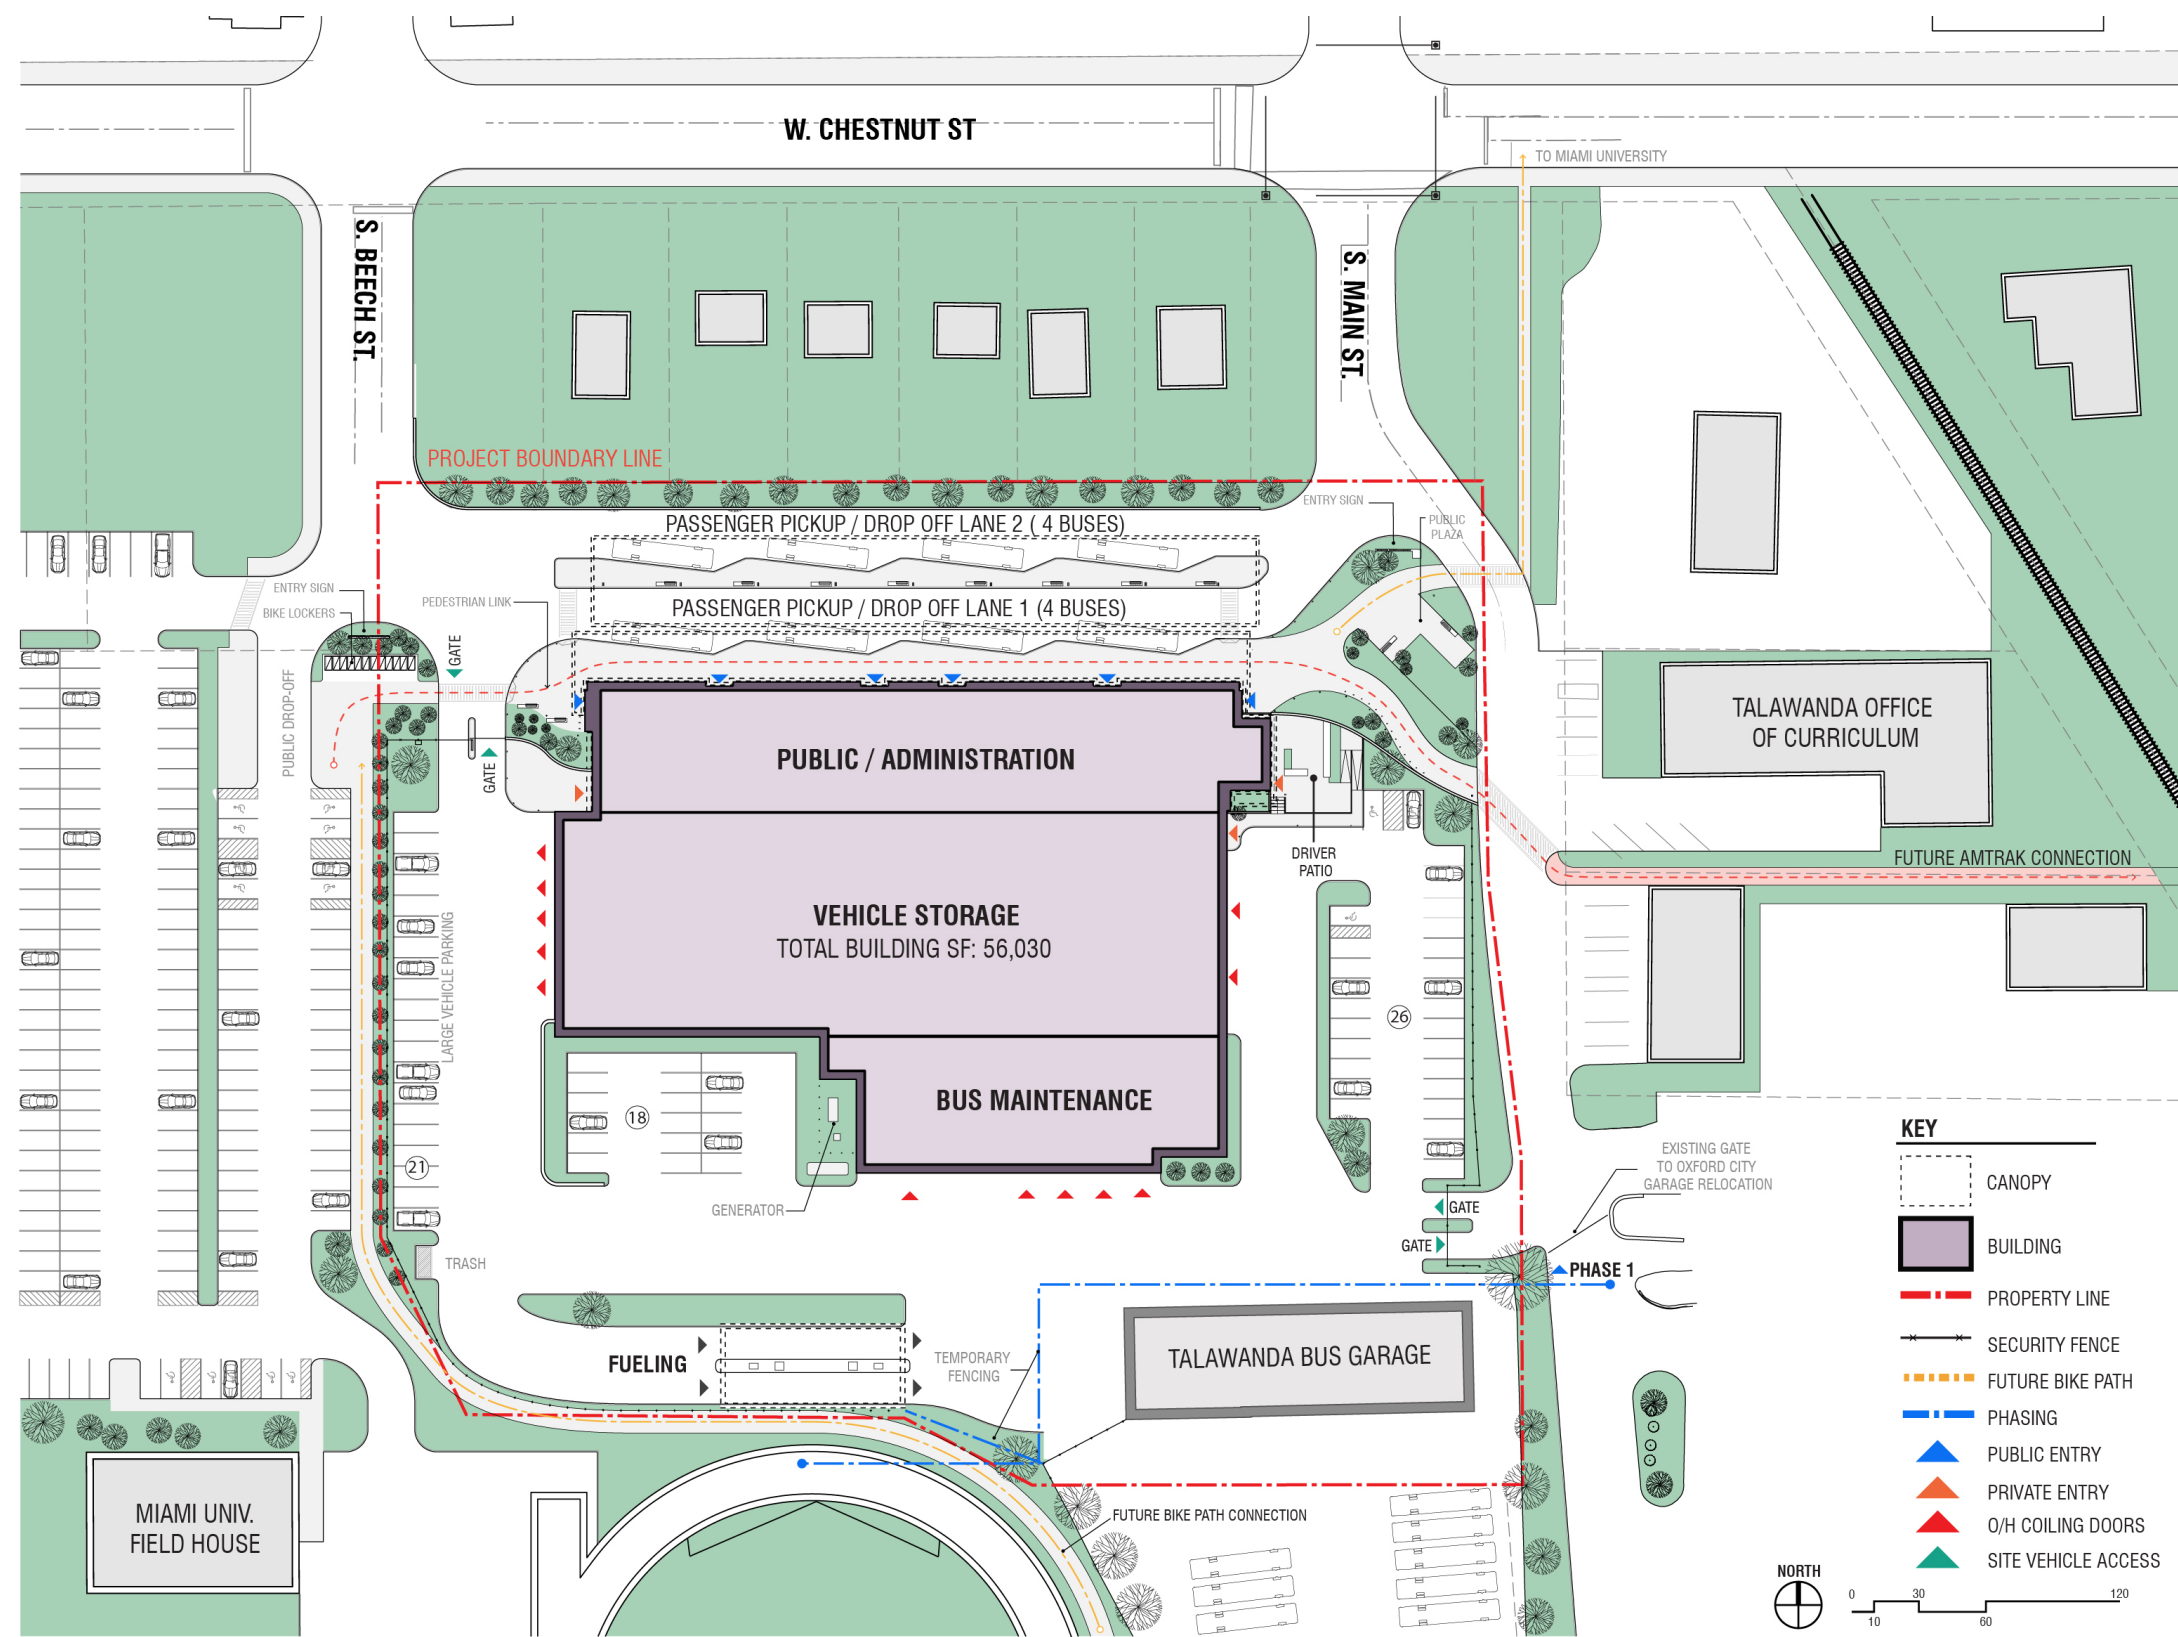 W. CHESTNUT ST
TO MIAMI UNIVERSITY
S. BEECH ST.
S. MAIN ST.
PROJECT BOUNDARY LINE
ENTRY SIGN
PASSENGER PICKUP / DROP OFF LANE 2 ( 4 BUSES)
PUBLIC
PLAZA
ENTRY SIGN
BIKE LOCKERS
PEDESTRIAN LINK
PASSENGER PICKUP / DROP OFF LANE 1 (4 BUSES)
GATE
PUBLIC DROP-OFF
GATE
PUBLIC / ADMINISTRATION
TALAWANDA OFFICE
OF CURRICULUM
DRIVER
PATIO
FUTURE AMTRAK CONNECTION
VEHICLE STORAGE
TOTAL BUILDING SF: 56,030
LARGE VEHICLE PARKING
26
18
BUS MAINTENANCE
21
GENERATOR
TRASH
GATE
GATE
EXISTING GATE
TO OXFORD CITY
GARAGE RELOCATION
PHASE 1
FUELING
TEMPORARY
FENCING
TALAWANDA BUS GARAGE
MIAMI UNIV.
FIELD HOUSE
FUTURE BIKE PATH CONNECTION
KEY
CANOPY
BUILDING
PROPERTY LINE
SECURITY FENCE
FUTURE BIKE PATH
PHASING
PUBLIC ENTRY
PRIVATE ENTRY
O/H COILING DOORS
SITE VEHICLE ACCESS
NORTH
0 30 120
10 60